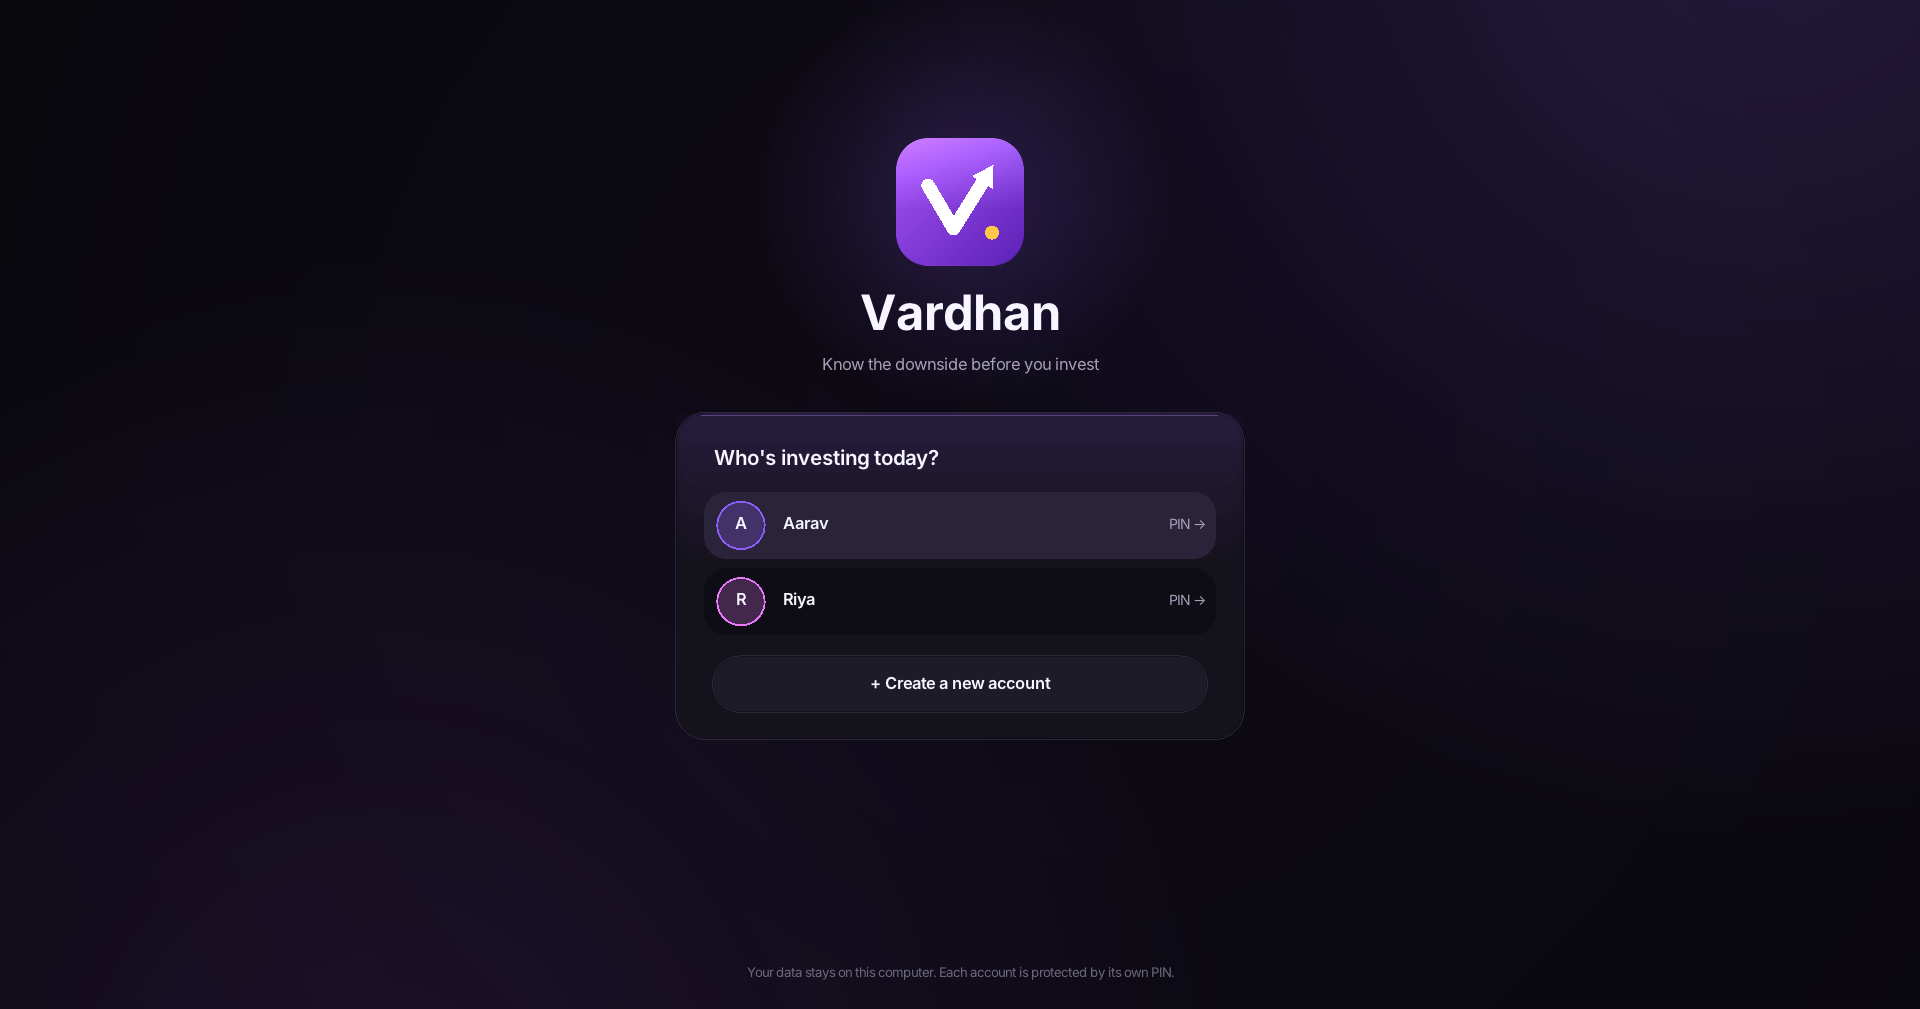 Vardhan
Know the downside before you invest
Who's investing today?
A Aarav PIN →
R Riya PIN →
+ Create a new account
Your data stays on this computer. Each account is protected by its own PIN.